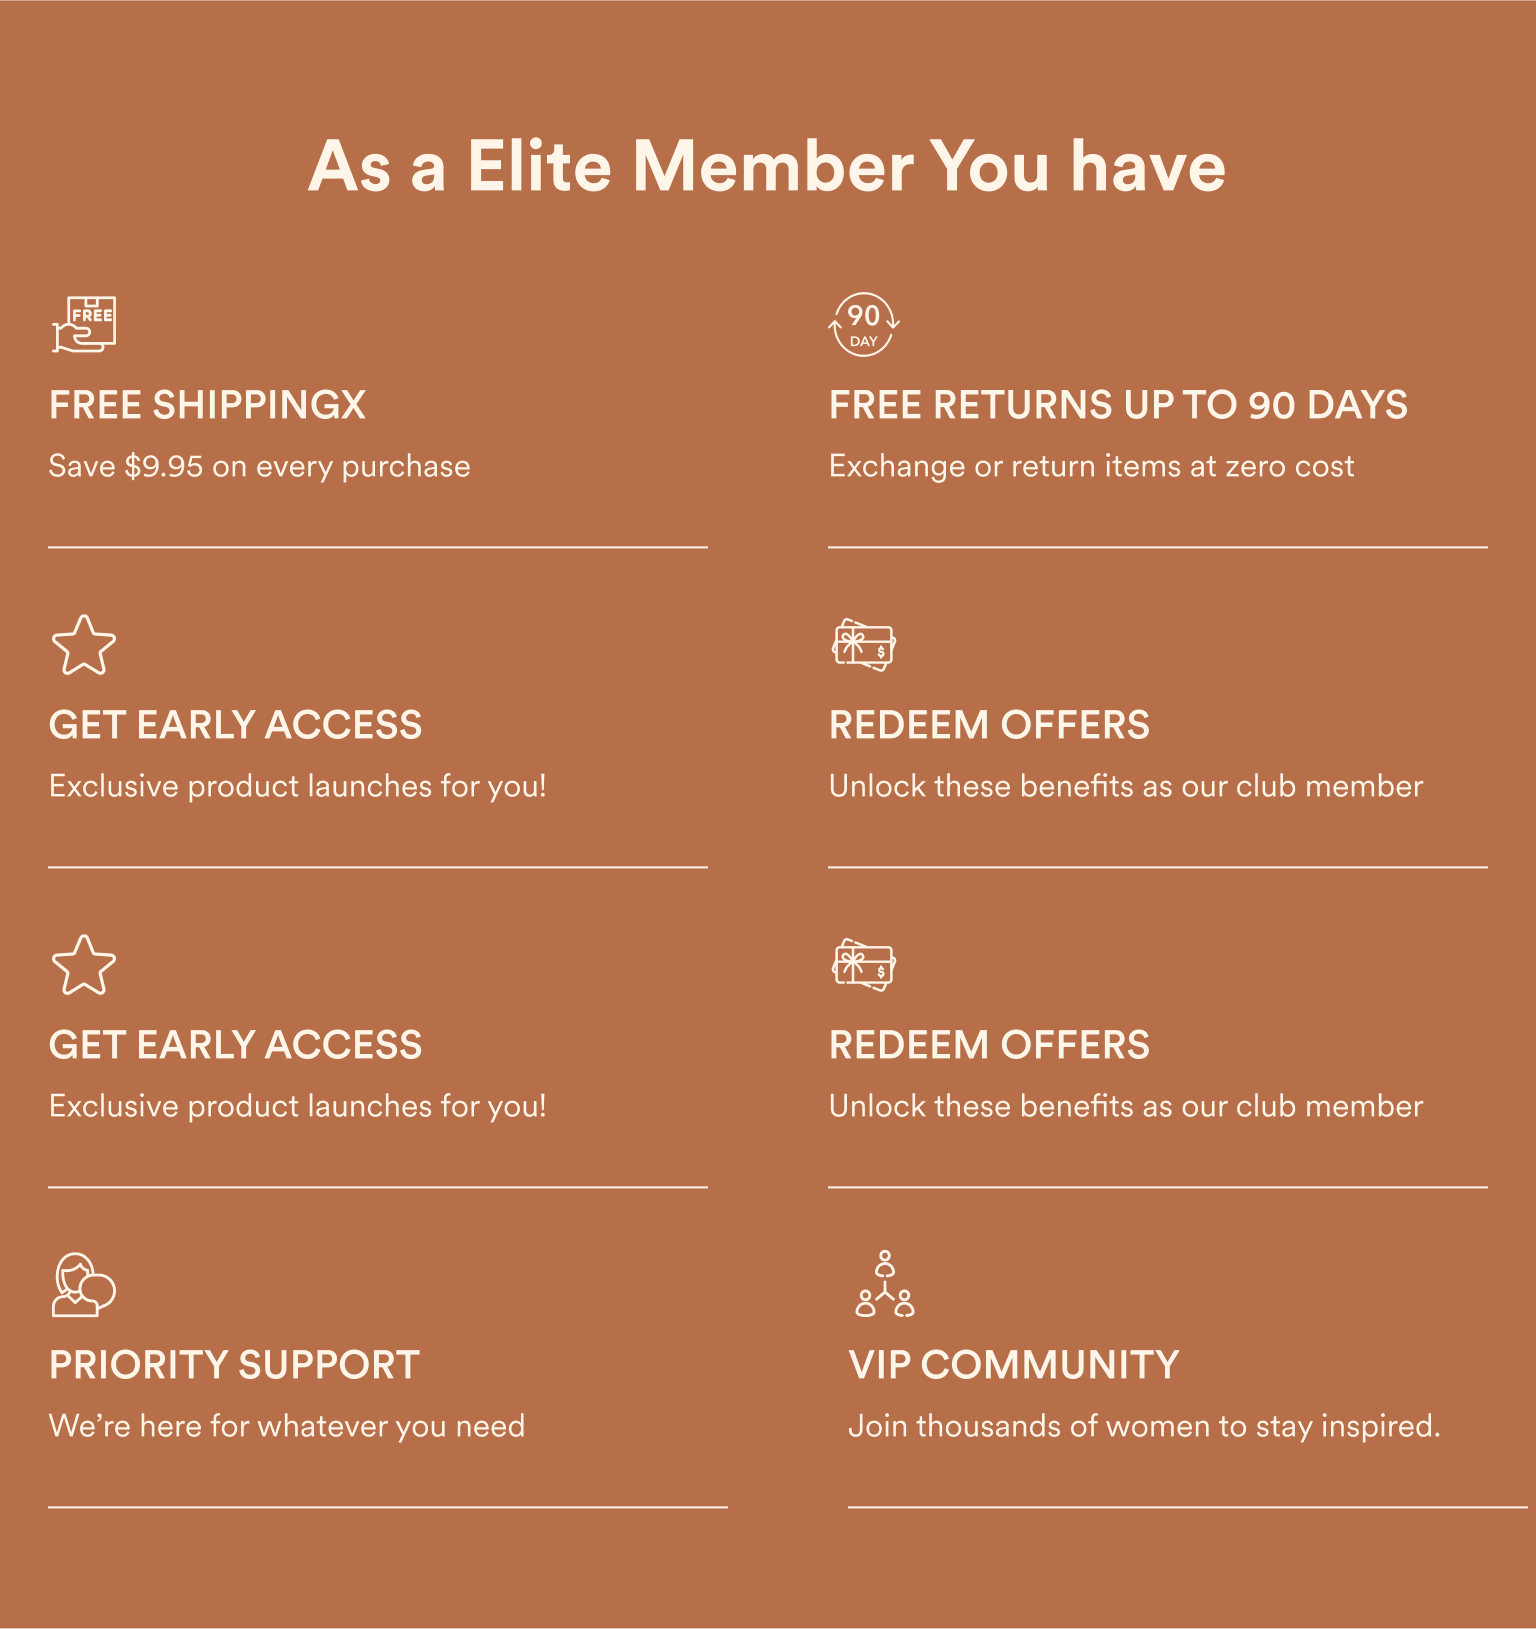 As a Elite Member You have
FREE
90
DAY
FREE SHIPPINGX
FREE RETURNS UP TO 90 DAYS
Save $9.95 on every purchase
Exchange or return items at zero cost
$
GET EARLY ACCESS
REDEEM OFFERS
Exclusive product launches for you!
Unlock these benefits as our club member
$
GET EARLY ACCESS
REDEEM OFFERS
Exclusive product launches for you!
Unlock these benefits as our club member
PRIORITY SUPPORT
VIP COMMUNITY
We’re here for whatever you need
Join thousands of women to stay inspired.